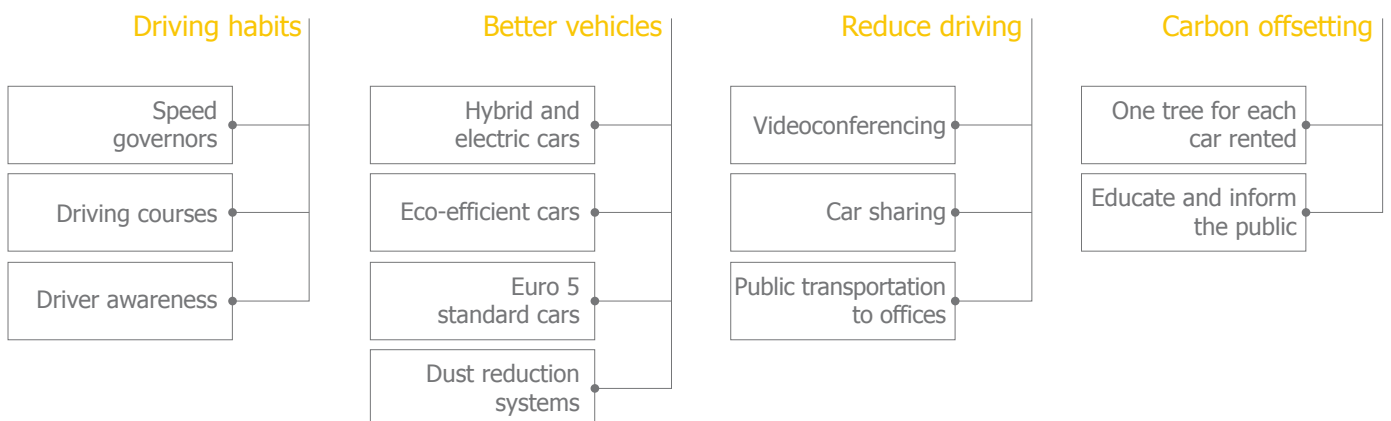 Driving habits
Speed
governors
Driving courses
Driver awareness
Better vehicles
Hybrid and
electric cars
Eco-efficient cars
Euro 5
standard cars
Dust reduction
systems
Reduce driving
Videoconferencing
Car sharing
Public transportation
to offices
Carbon offsetting
One tree for each
car rented
Educate and inform
the public